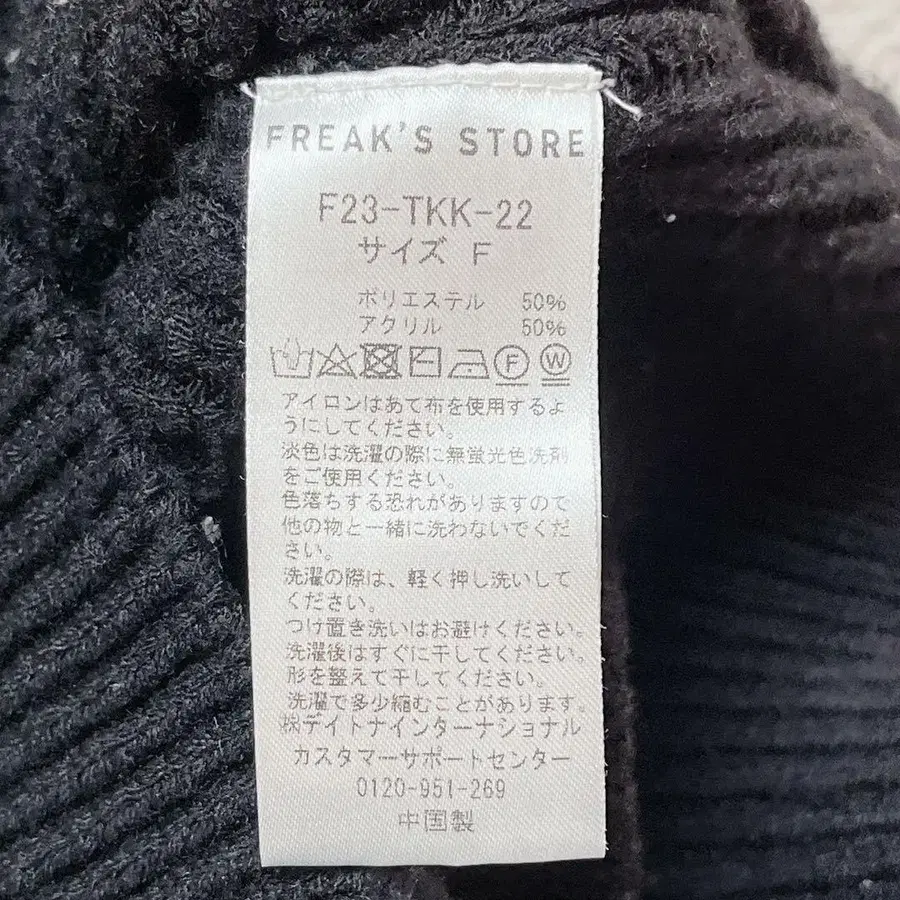 FREAK'S STORE
F23-TKK-22
サイズ F
ポリエステル 50%
アクリル 50%
F W
アイロンはあて布を使用するよ
うにしてください。
淡色は洗濯の際に無蛍光色洗剤
をご使用ください。
色落ちする恐れがありますので
他の物と一緒に洗わないでくだ
さい。
洗濯の際は、軽く押し洗いして
ください。
つけ置き洗いはお避けください。
洗濯後はすぐに干してください。
形を整えて干してください。
洗濯で多少縮むことがあります。
㈱デイトナインターナショナル
カスタマーサポートセンター
0120-951-269
中国製